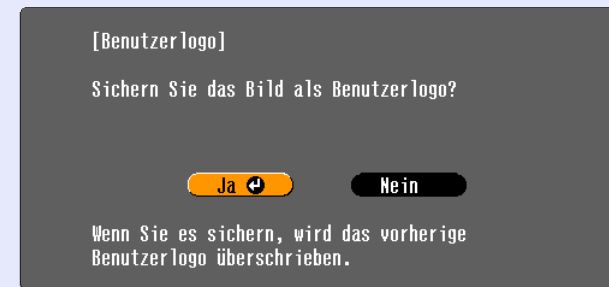 [Benutzerlogo]
Sichern Sie das Bild als Benutzerlogo?
Ja Nein
Wenn Sie es sichern, wird das vorherige
Benutzerlogo überschrieben.